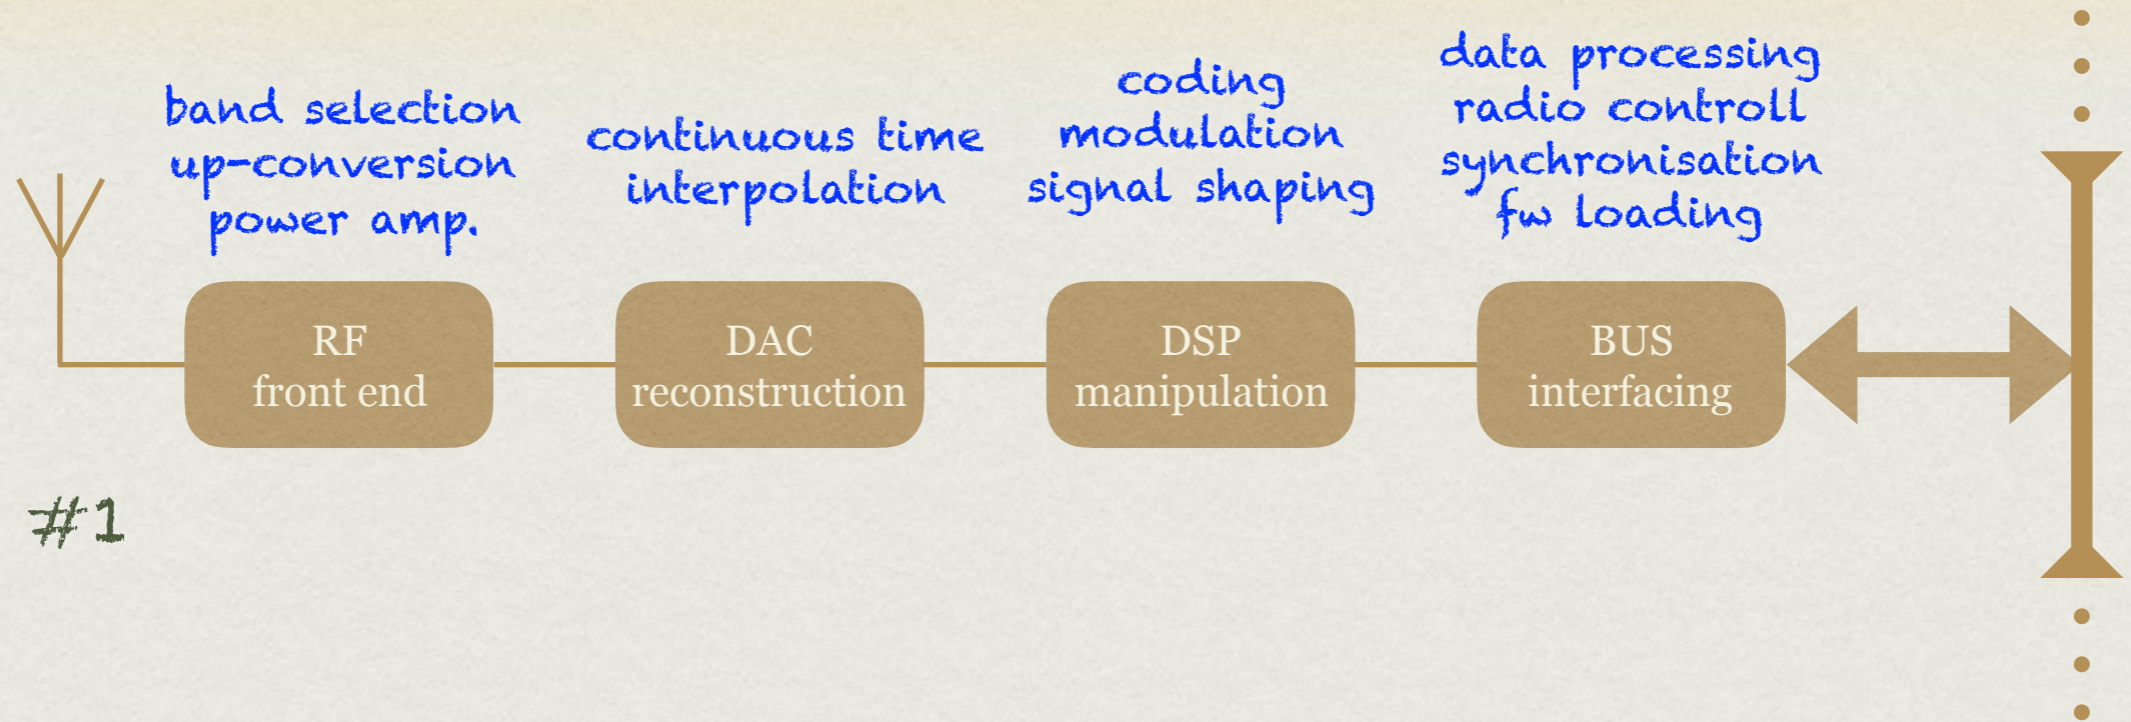 band selection
up-conversion
power amp.
continuous time
interpolation
coding
modulation
signal shaping
data processing
radio controll
synchronisation
fw loading
RF
front end
DAC
reconstruction
DSP
manipulation
BUS
interfacing
#1